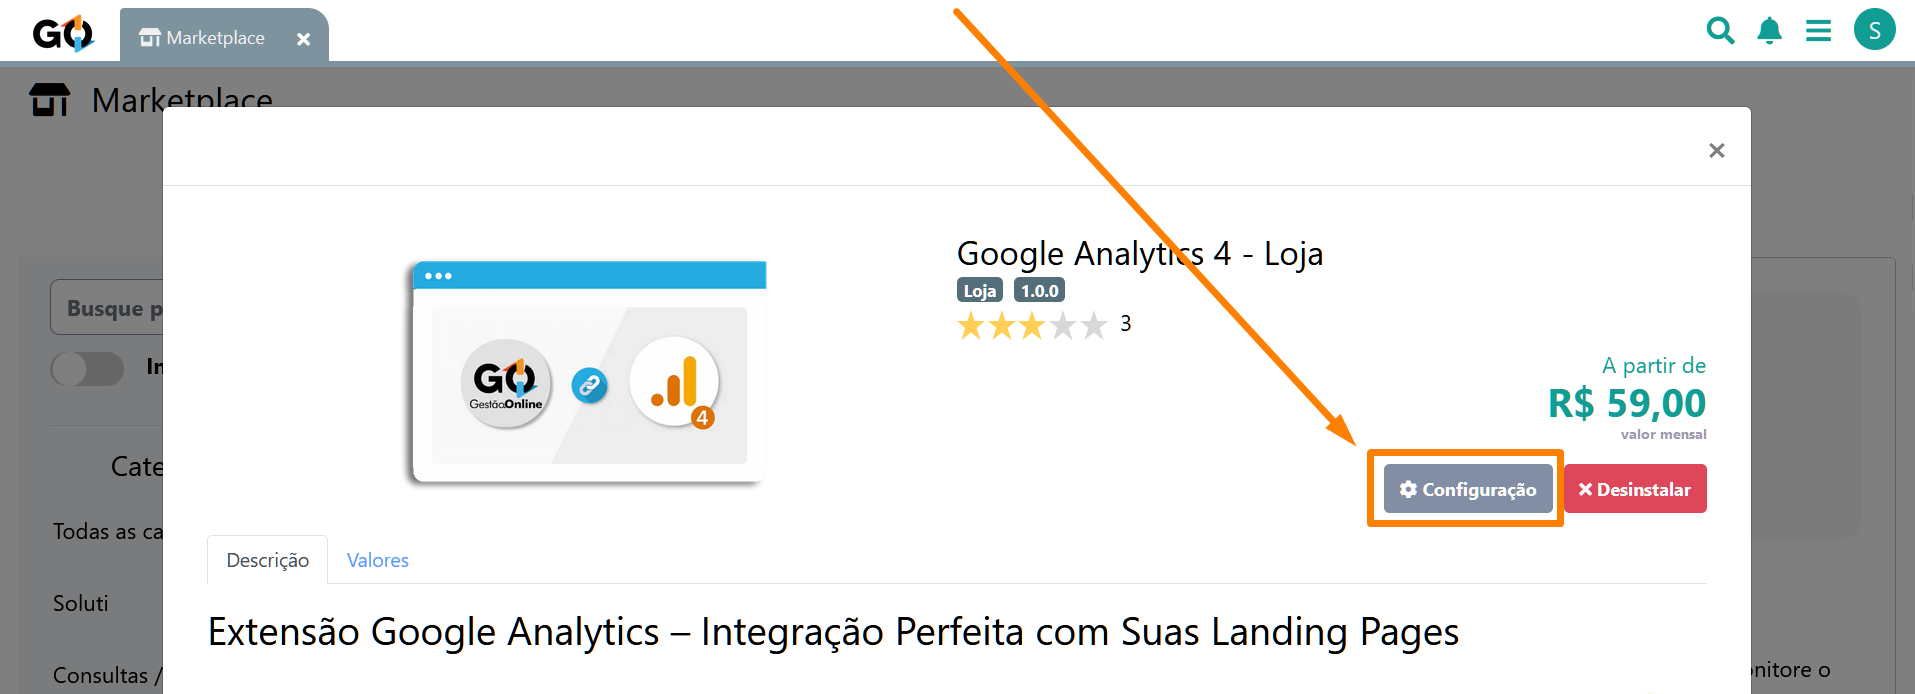 GO
Marketplace
S
Marketplace
Google Analytics 4 - Loja
Loja 1.0.0
3
Busque p
In
A partir de
R$ 59,00
valor mensal
GO
GestãoOnline
4
Configuração
Desinstalar
Cate
Todas as ca
Descrição
Valores
Soluti
Extensão Google Analytics – Integração Perfeita com Suas Landing Pages
Consultas /
nitore o